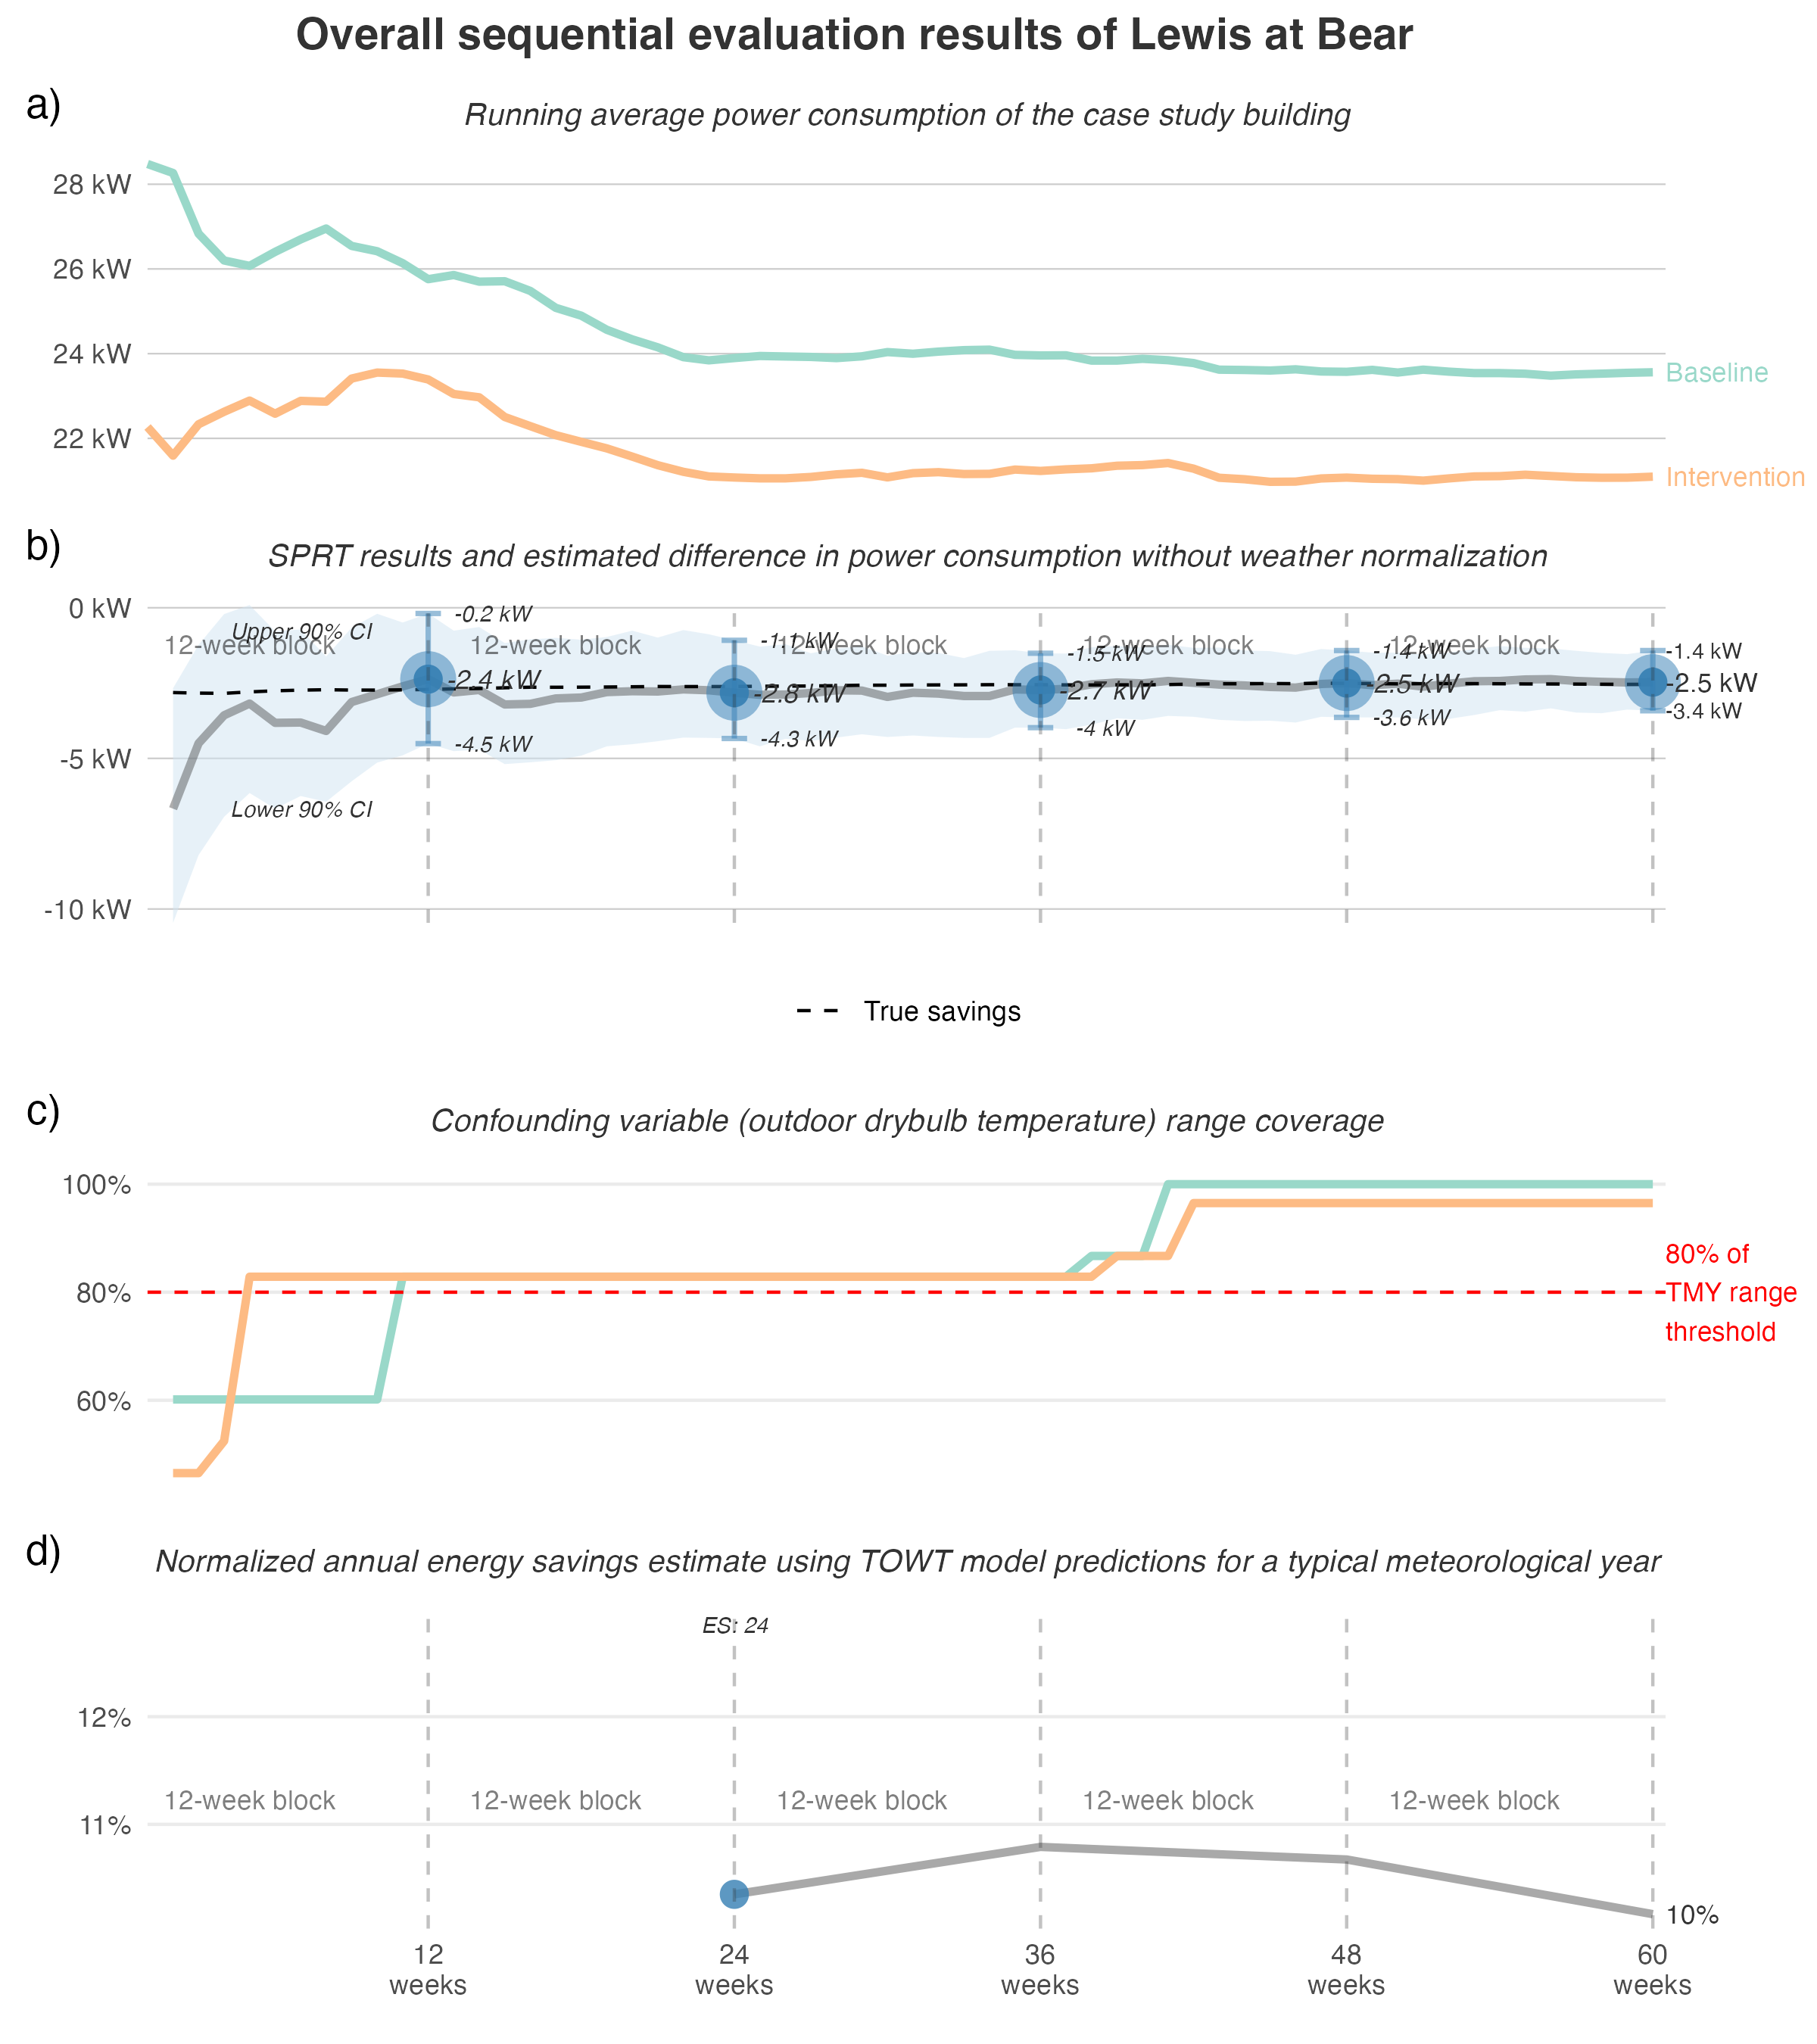 Overall sequential evaluation results of Lewis at Bear
a)
Running average power consumption of the case study building
28 kW
26 kW
24 kW
22 kW
Baseline
Intervention
b)
SPRT results and estimated difference in power consumption without weather normalization
0 kW
-5 kW
-10 kW
Upper 90% CI
Lower 90% CI
12-week block
12-week block
12-week block
12-week block
12-week block
-0.2 kW
-2.4 kW
-4.5 kW
-1.1 kW
-2.8 kW
-4.3 kW
-1.5 kW
-2.7 kW
-4 kW
-1.4 kW
-2.5 kW
-3.6 kW
-1.4 kW
-2.5 kW
-3.4 kW
True savings
c)
Confounding variable (outdoor drybulb temperature) range coverage
100%
80%
60%
80% of
TMY range
threshold
d)
Normalized annual energy savings estimate using TOWT model predictions for a typical meteorological year
ES: 24
12%
11%
12-week block
12-week block
12-week block
12-week block
12-week block
10%
12
weeks
24
weeks
36
weeks
48
weeks
60
weeks